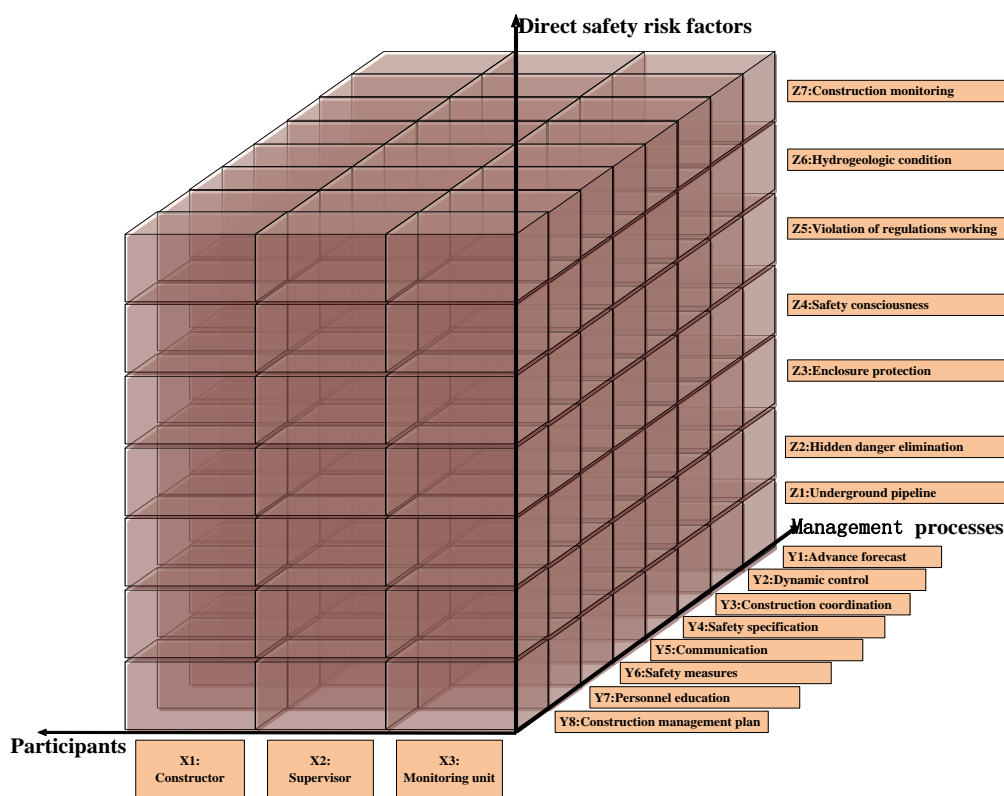 Direct safety risk factors
Z7:Construction monitoring
Z6:Hydrogeologic condition
Z5:Violation of regulations working
Z4:Safety consciousness
Z3:Enclosure protection
Z2:Hidden danger elimination
Z1:Underground pipeline
Management processes
Y1:Advance forecast
Y2:Dynamic control
Y3:Construction coordination
Y4:Safety specification
Y5:Communication
Y6:Safety measures
Y7:Personnel education
Y8:Construction management plan
Participants
X1:
Constructor
X2:
Supervisor
X3:
Monitoring unit